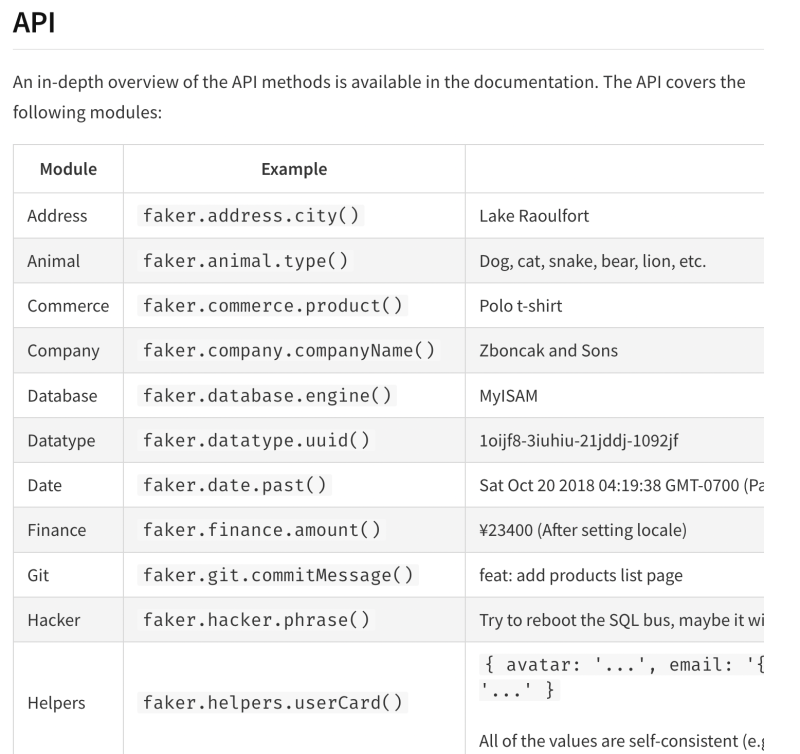 API
An in-depth overview of the API methods is available in the documentation. The API covers the
following modules:
Module Example
Address faker.address.city() Lake Raoulfort
Animal faker.animal.type() Dog, cat, snake, bear, lion, etc.
Commerce faker.commerce.product() Polo t-shirt
Company faker.company.companyName() Zboncak and Sons
Database faker.database.engine() MyISAM
Datatype faker.datatype.uuid() 1oijf8-3iuhiu-21jddj-1092jf
Date faker.date.past() Sat Oct 20 2018 04:19:38 GMT-0700 (Pa
Finance faker.finance.amount() ¥23400 (After setting locale)
Git faker.git.commitMessage() feat: add products list page
Hacker faker.hacker.phrase() Try to reboot the SQL bus, maybe it wi
{ avatar: '...', email: '{
'...' }
Helpers faker.helpers.userCard()
All of the values are self-consistent (e.g